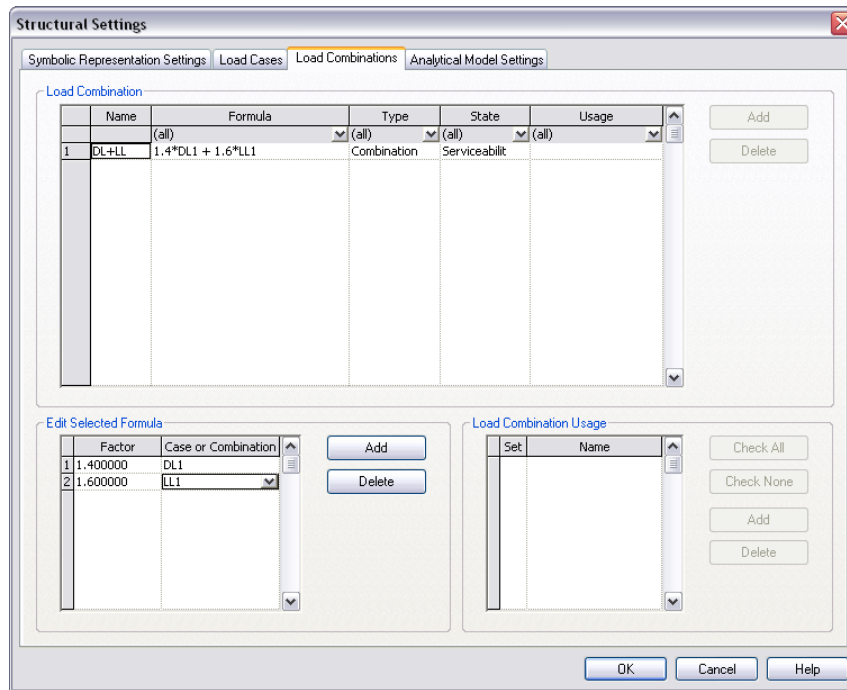 Structural Settings
Symbolic Representation Settings Load Cases Load Combinations Analytical Model Settings
Load Combination
Name Formula Type State Usage
(all) (all) (all) (all)
1 DL+LL 1.4*DL1 + 1.6*LL1 Combination Serviceabilit
Add
Delete
Edit Selected Formula
Factor Case or Combination
1 1.400000 DL1
2 1.600000 LL1
Add
Delete
Load Combination Usage
Set Name
Check All
Check None
Add
Delete
OK Cancel Help